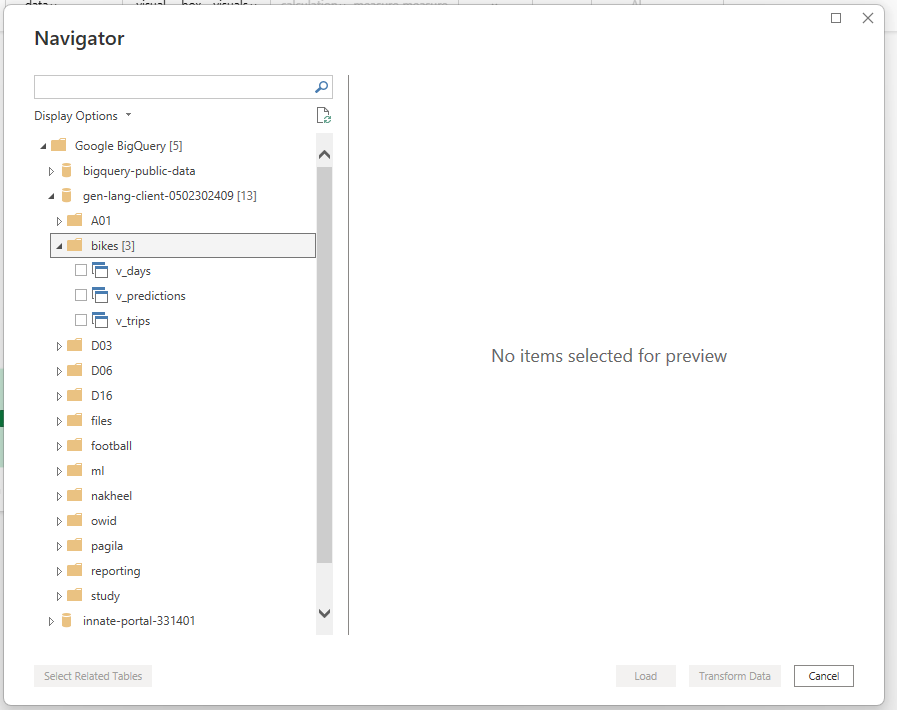 Navigator
Display Options
Google BigQuery [5]
bigquery-public-data
gen-lang-client-0502302409 [13]
A01
bikes [3]
v_days
v_predictions
v_trips
D03
D06
D16
files
football
ml
nakheel
owid
pagila
reporting
study
innate-portal-331401
No items selected for preview
Select Related Tables
Load
Transform Data
Cancel